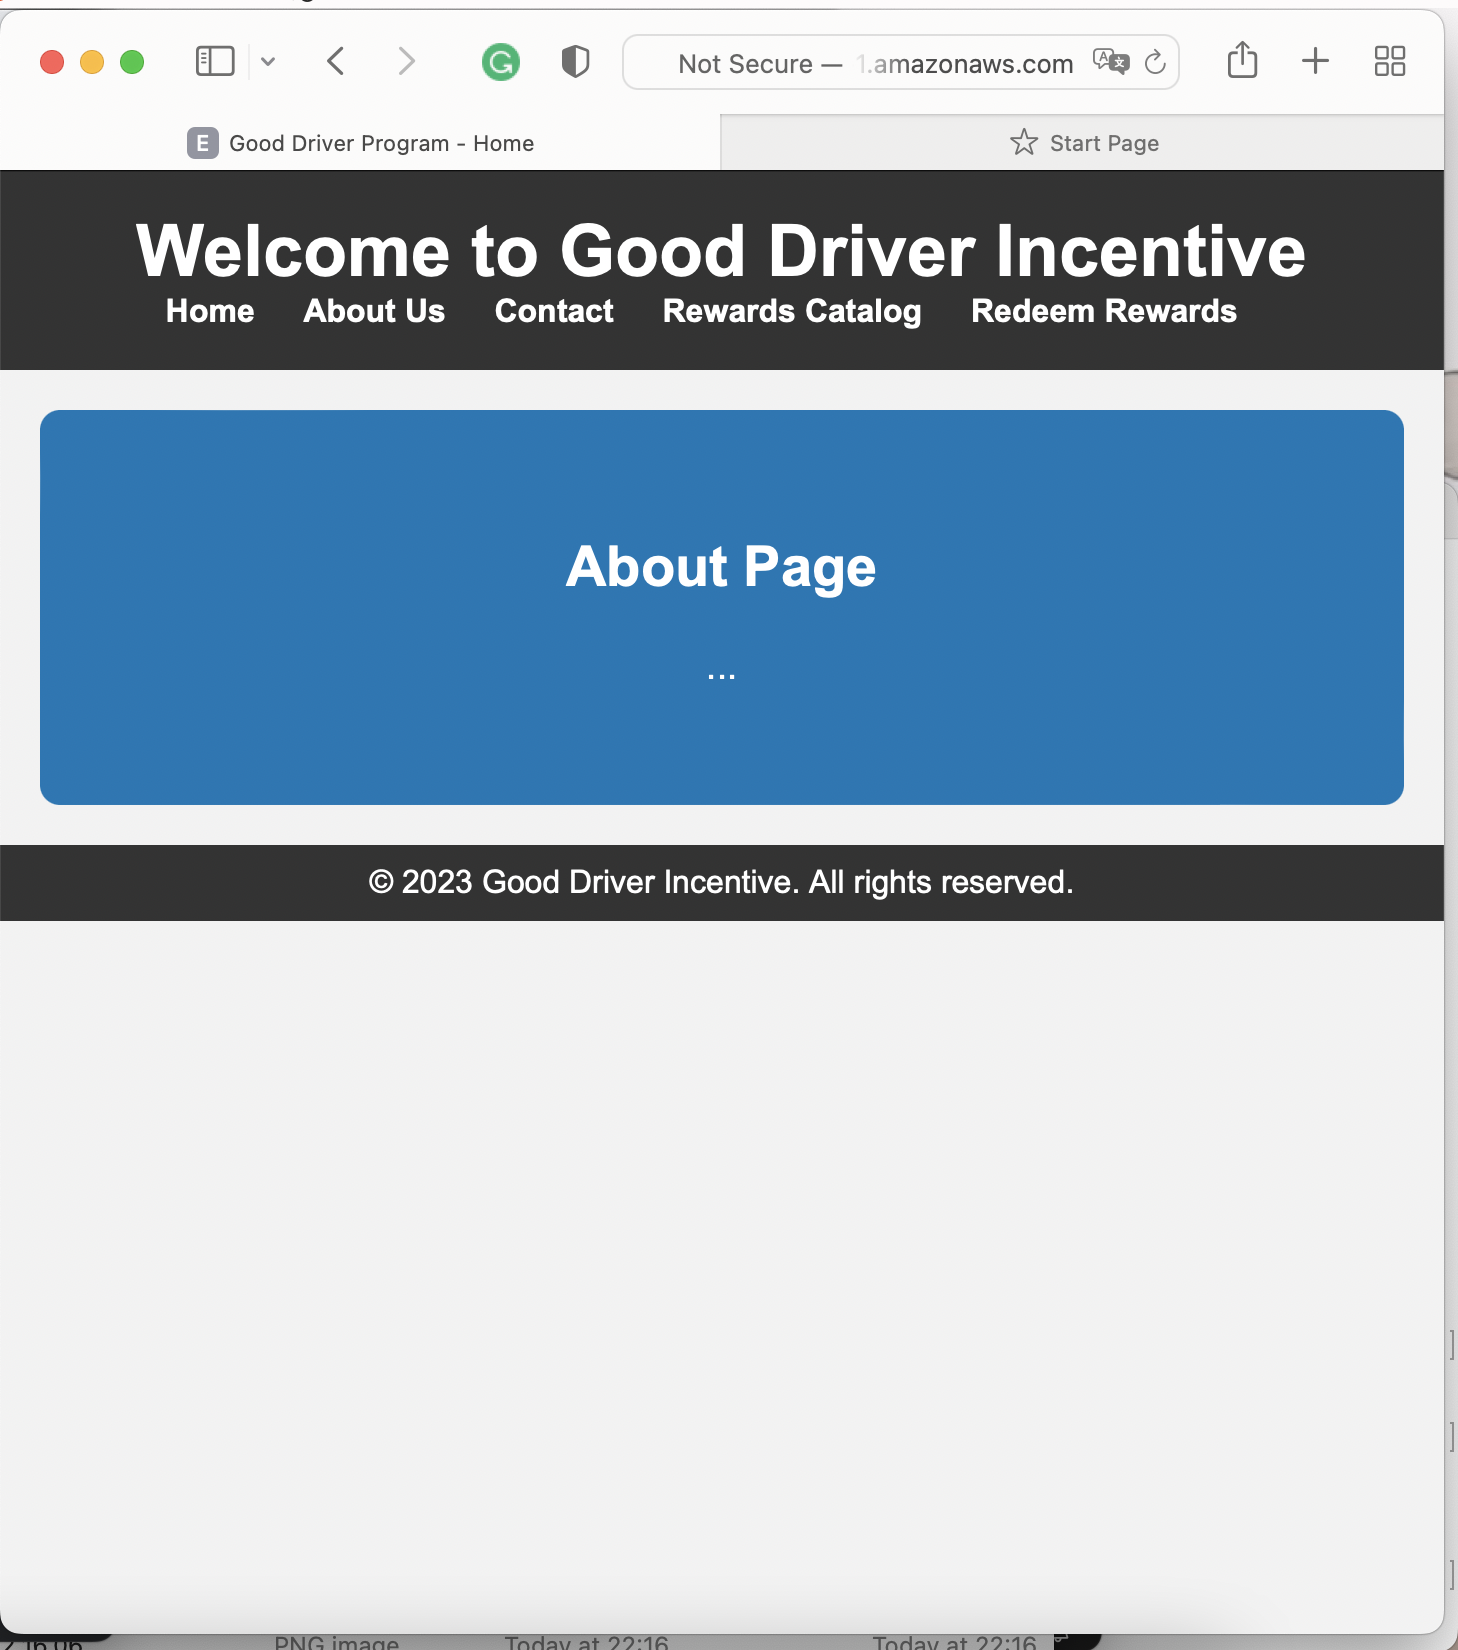 Not Secure — 1.amazonaws.com
E Good Driver Program - Home
Start Page
Welcome to Good Driver Incentive
Home About Us Contact Rewards Catalog Redeem Rewards
About Page
...
© 2023 Good Driver Incentive. All rights reserved.
]
]
]
PNG image Today at 22:16 Today at 22:16